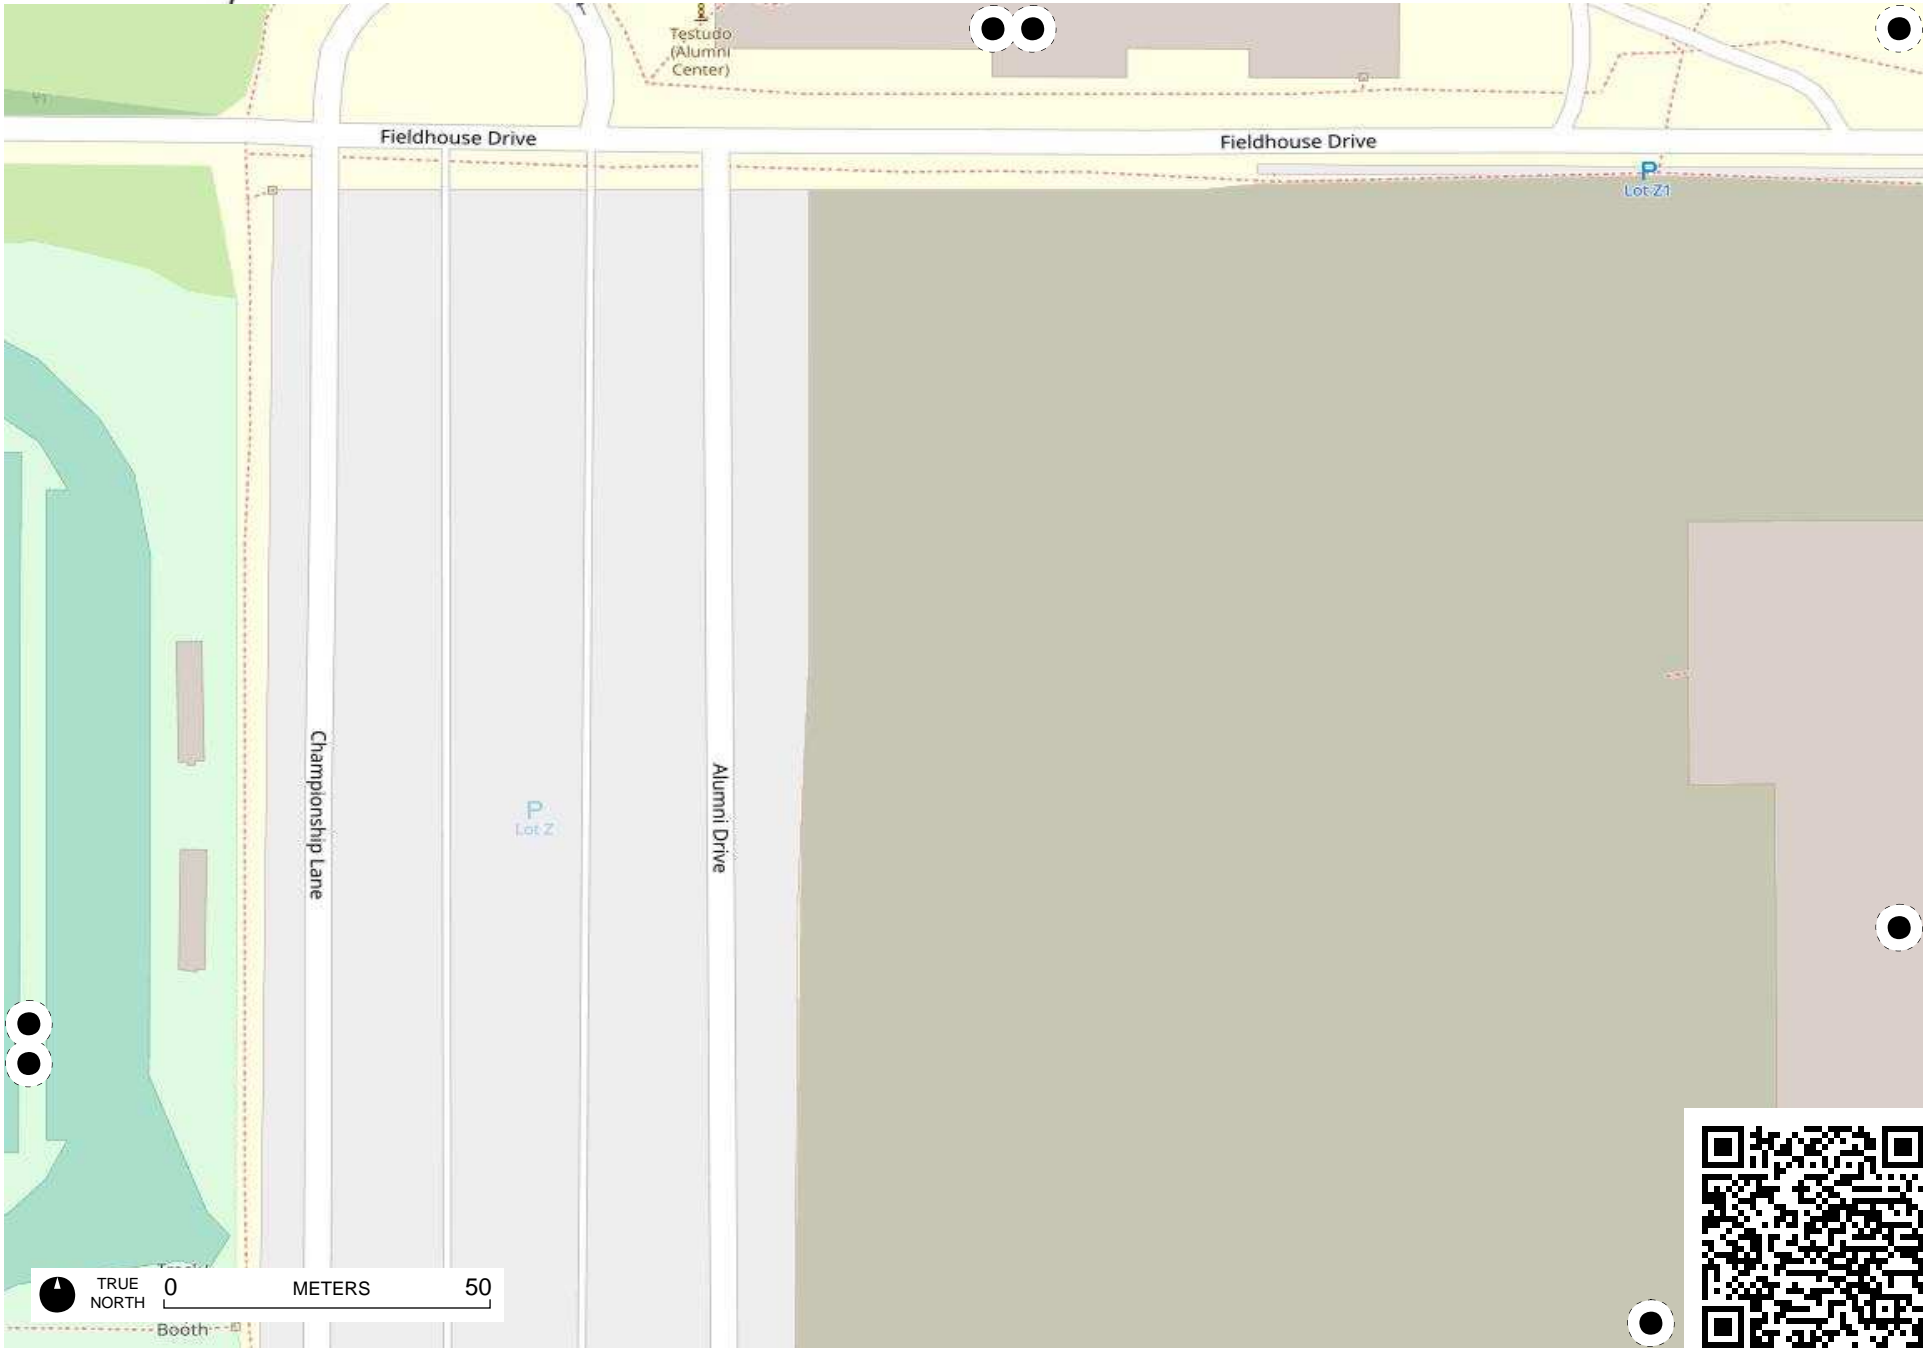 Testudo
(Alumni
Center)
Fieldhouse Drive
Fieldhouse Drive
P
Lot Z1
Championship Lane
Alumni Drive
P
Lot Z
TRUE
NORTH
0
METERS
50
Booth